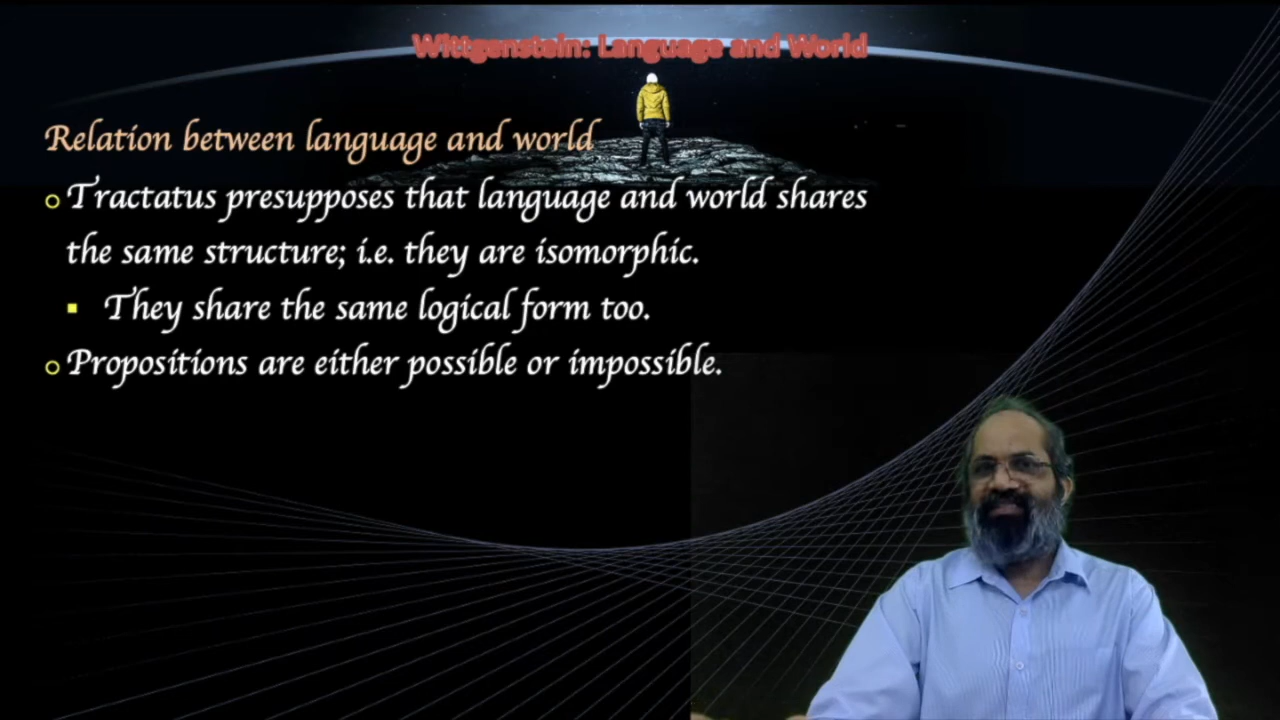 Wittgenstein: Language and World
Relation between language and world
Tractatus presupposes that language and world shares
the same structure; i.e. they are isomorphic.
They share the same logical form too.
Propositions are either possible or impossible.